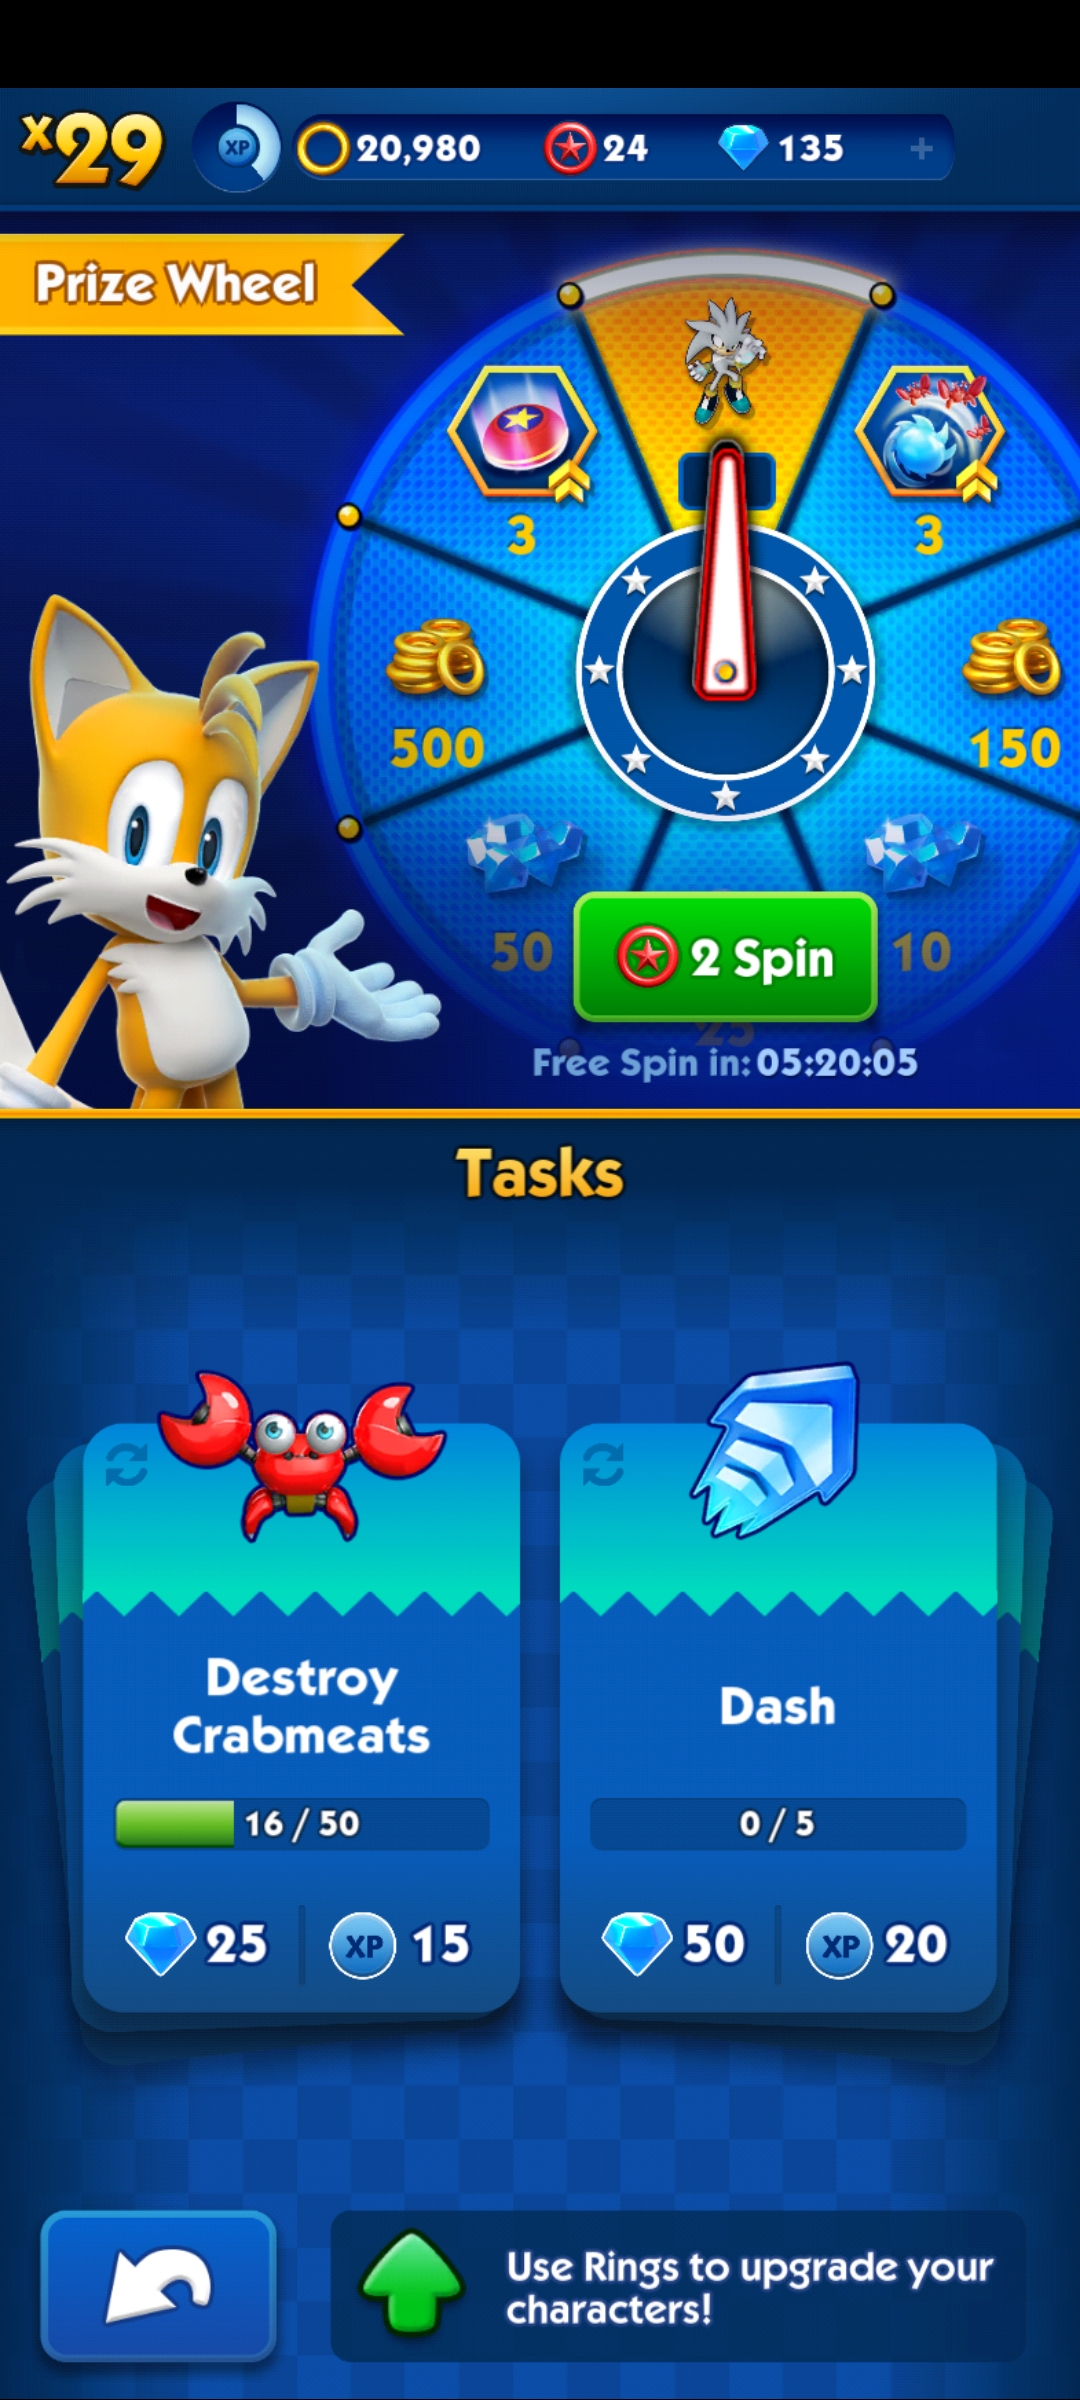 x29
XP
20,980
24
135
+
Prize Wheel
3
3
500
150
50
10
2 Spin
25
Free Spin in: 05:20:05
Tasks
Destroy
Crabmeats
16 / 50
25
XP
15
Dash
0 / 5
50
XP
20
Use Rings to upgrade your
characters!